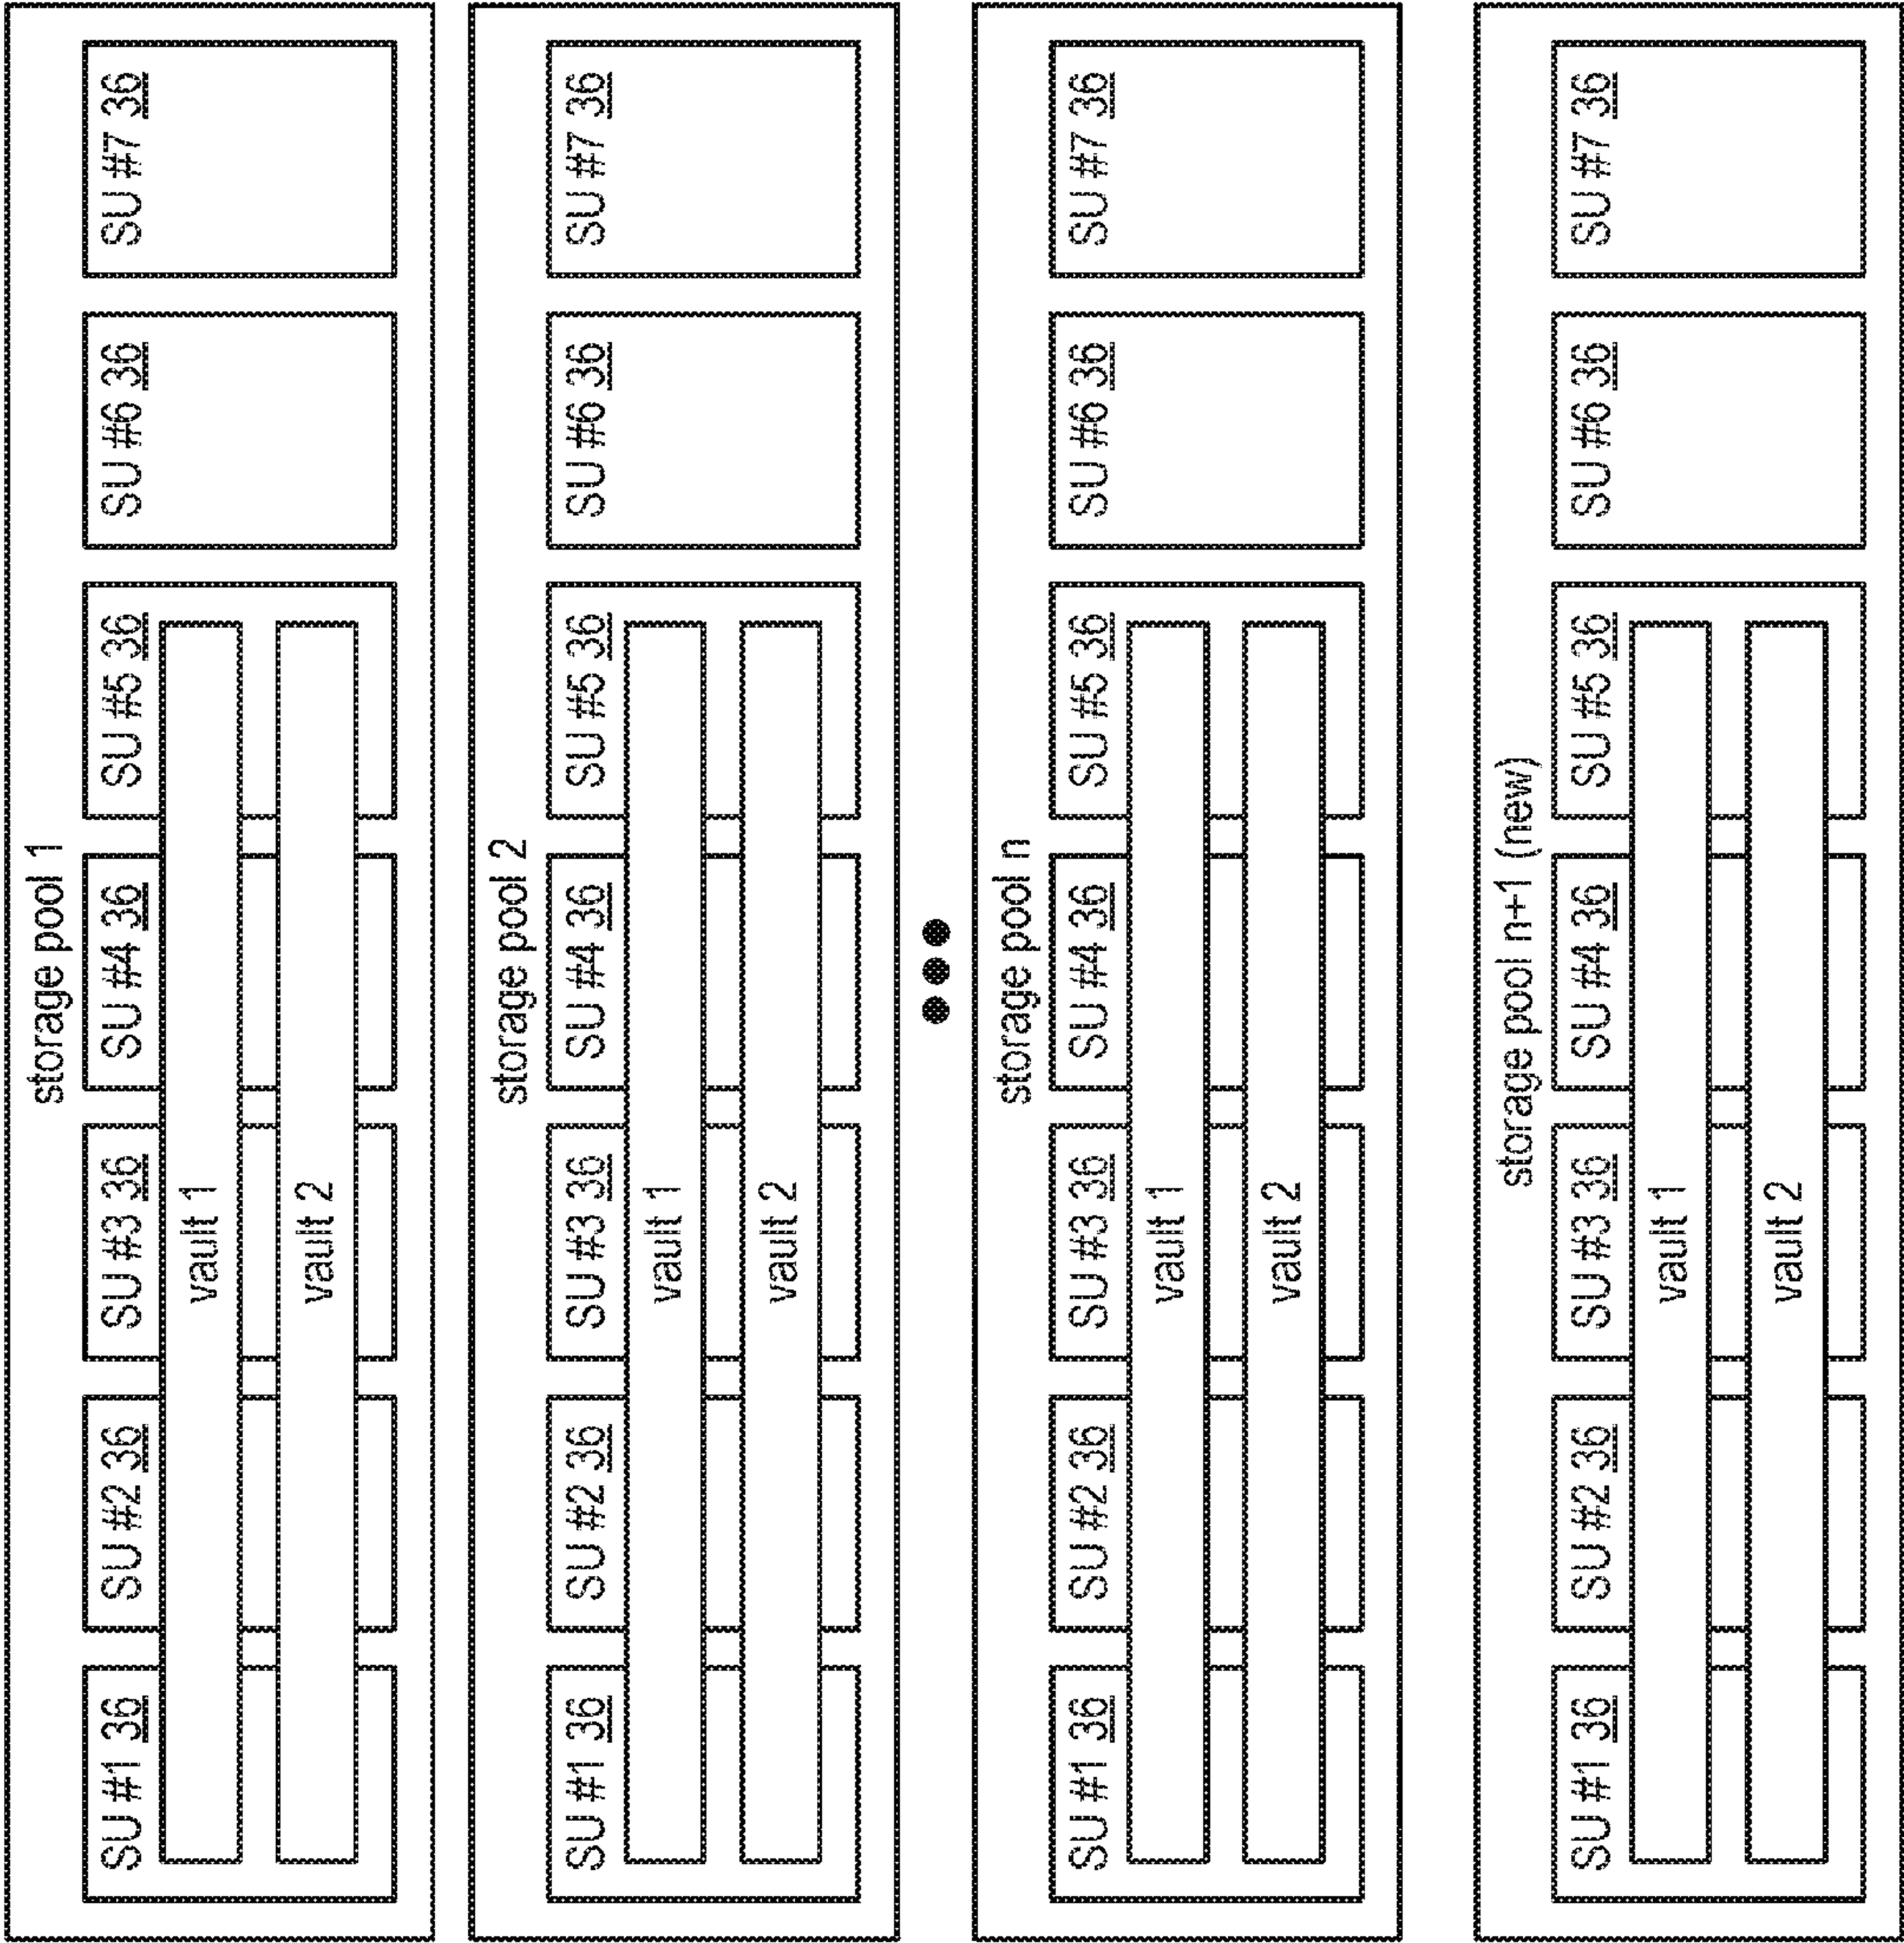 storage pool 1
SU #1 36 SU #2 36 SU #3 36 SU #4 36 SU #5 36 SU #6 36 SU #7 36
vault 1
vault 2
storage pool 2
SU #1 36 SU #2 36 SU #3 36 SU #4 36 SU #5 36 SU #6 36 SU #7 36
vault 1
vault 2
storage pool n
SU #1 36 SU #2 36 SU #3 36 SU #4 36 SU #5 36 SU #6 36 SU #7 36
vault 1
vault 2
storage pool n+1 (new)
SU #1 36 SU #2 36 SU #3 36 SU #4 36 SU #5 36 SU #6 36 SU #7 36
vault 1
vault 2